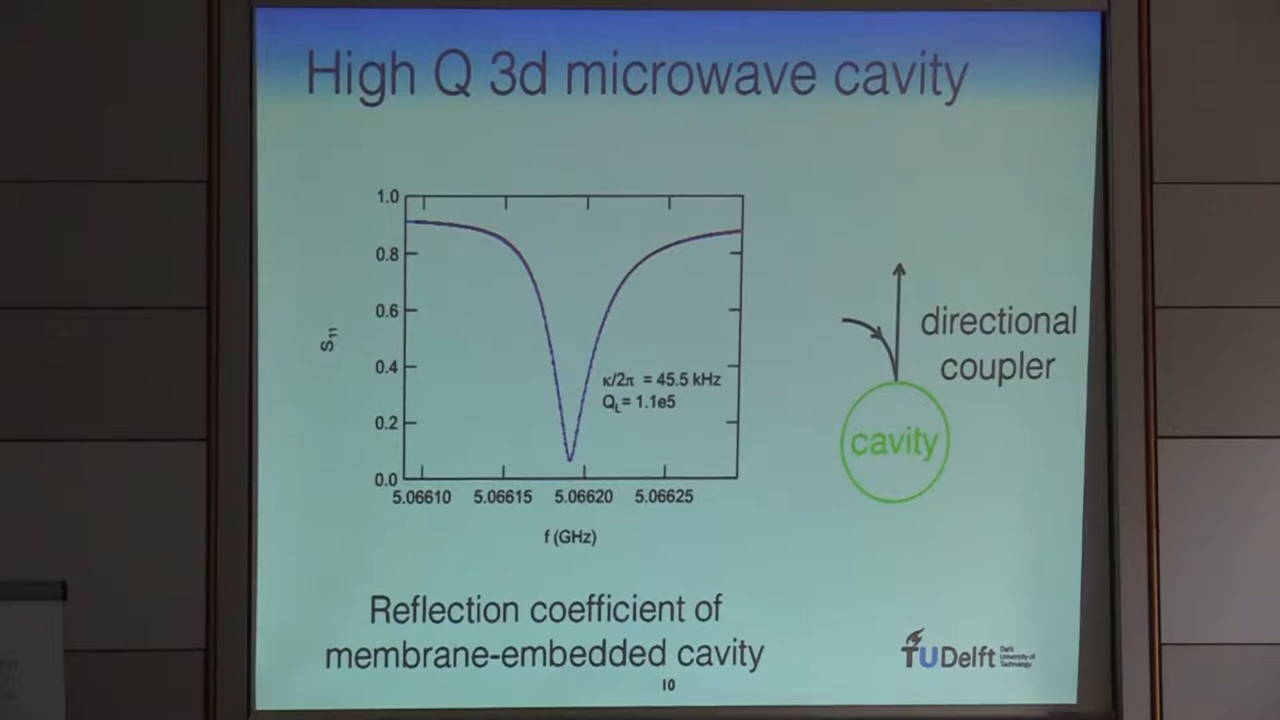 High Q 3d microwave cavity
1.0
0.8
0.6
0.4
0.2
0.0
S11
κ/2π = 45.5 kHz
QL= 1.1e5
5.06610 5.06615 5.06620 5.06625
f (GHz)
directional
coupler
cavity
Reflection coefficient of
membrane-embedded cavity
10
TUDelft
Delft
University of
Technology